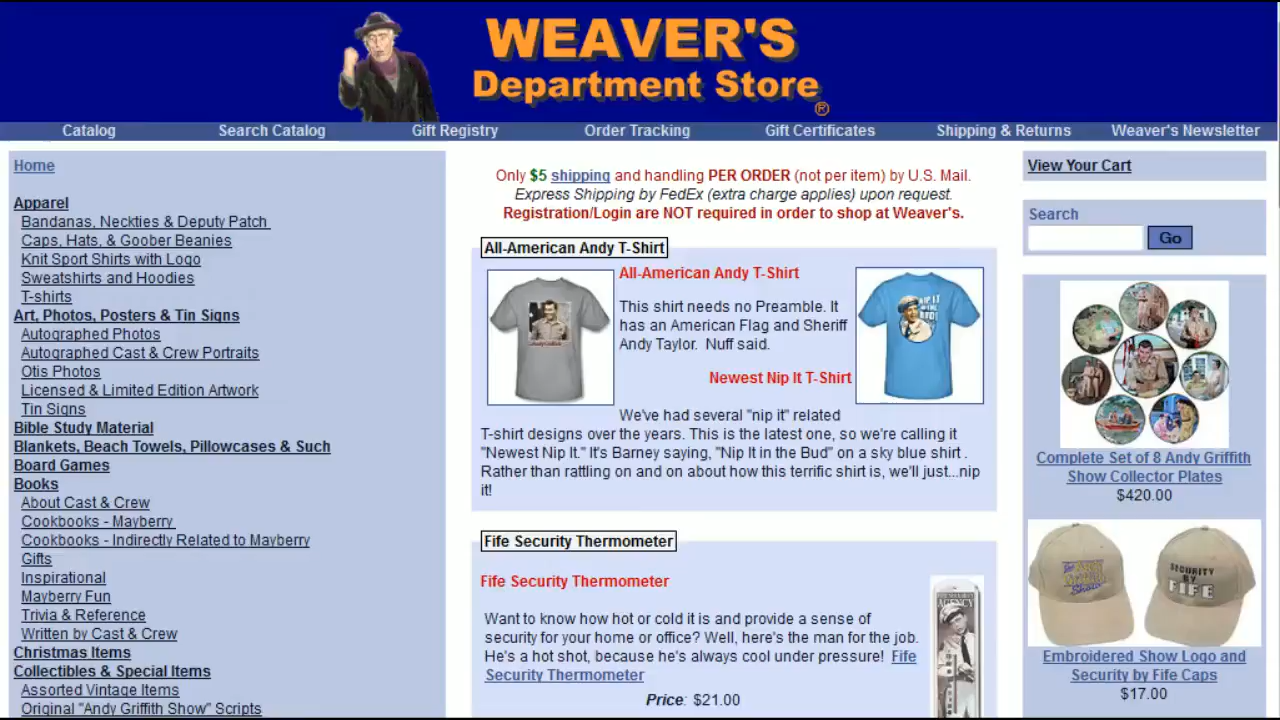 WEAVER'S
Department Store
®
Catalog Search Catalog Gift Registry Order Tracking Gift Certificates Shipping & Returns Weaver's Newsletter
Home
Apparel
Bandanas, Neckties & Deputy Patch
Caps, Hats, & Goober Beanies
Knit Sport Shirts with Logo
Sweatshirts and Hoodies
T-shirts
Art, Photos, Posters & Tin Signs
Autographed Photos
Autographed Cast & Crew Portraits
Otis Photos
Licensed & Limited Edition Artwork
Tin Signs
Bible Study Material
Blankets, Beach Towels, Pillowcases & Such
Board Games
Books
About Cast & Crew
Cookbooks - Mayberry
Cookbooks - Indirectly Related to Mayberry
Gifts
Inspirational
Mayberry Fun
Trivia & Reference
Written by Cast & Crew
Christmas Items
Collectibles & Special Items
Assorted Vintage Items
Original "Andy Griffith Show" Scripts
Only $5 shipping and handling PER ORDER (not per item) by U.S. Mail.
Express Shipping by FedEx (extra charge applies) upon request.
Registration/Login are NOT required in order to shop at Weaver's.
All-American Andy T-Shirt
All-American Andy T-Shirt
This shirt needs no Preamble. It
has an American Flag and Sheriff
Andy Taylor. Nuff said.
NIP IT
IN THE
BUD!
Newest Nip It T-Shirt
We've had several "nip it" related
T-shirt designs over the years. This is the latest one, so we're calling it
"Newest Nip It." It's Barney saying, "Nip It in the Bud" on a sky blue shirt .
Rather than rattling on and on about how this terrific shirt is, we'll just...nip
it!
Fife Security Thermometer
Fife Security Thermometer
Want to know how hot or cold it is and provide a sense of
security for your home or office? Well, here's the man for the job.
He's a hot shot, because he's always cool under pressure! Fife
Security Thermometer
Price: $21.00
AGENCY
View Your Cart
Search
Go
Complete Set of 8 Andy Griffith
Show Collector Plates
$420.00
SECURITY
BY
FIFE
Embroidered Show Logo and
Security by Fife Caps
$17.00